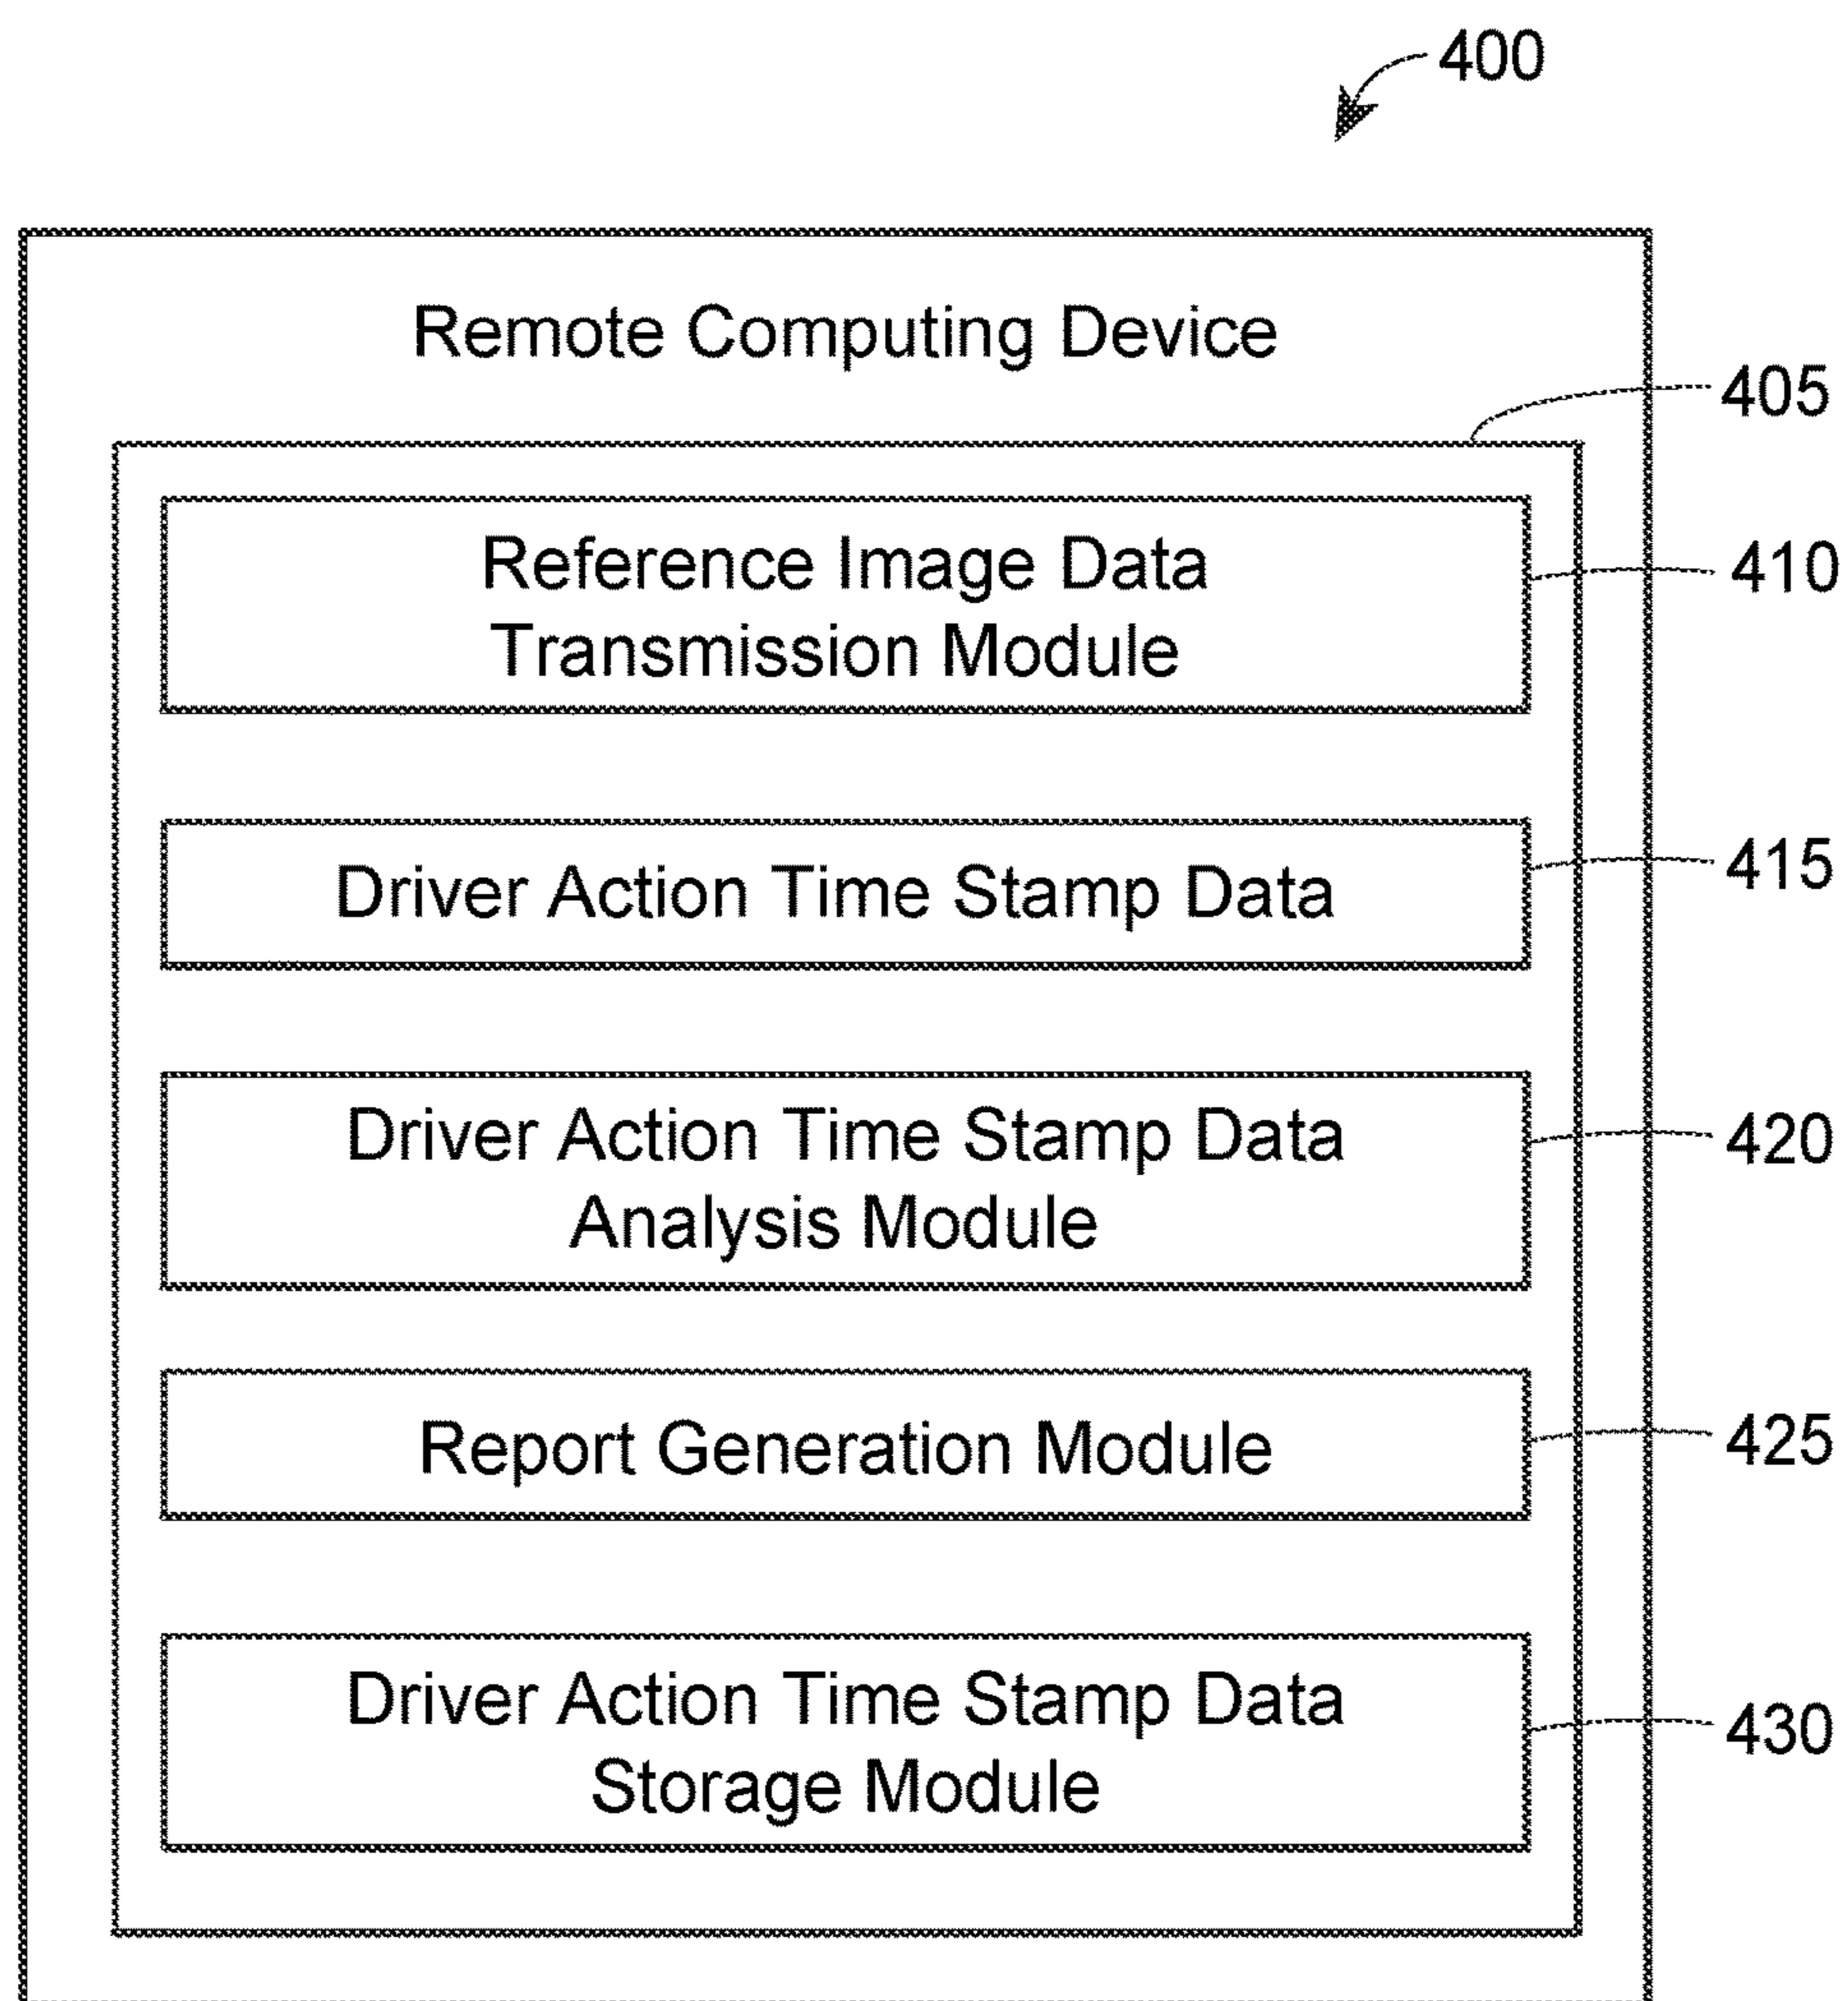 400
Remote Computing Device
405
Reference Image Data
Transmission Module
410
Driver Action Time Stamp Data
415
Driver Action Time Stamp Data
Analysis Module
420
Report Generation Module
425
Driver Action Time Stamp Data
Storage Module
430